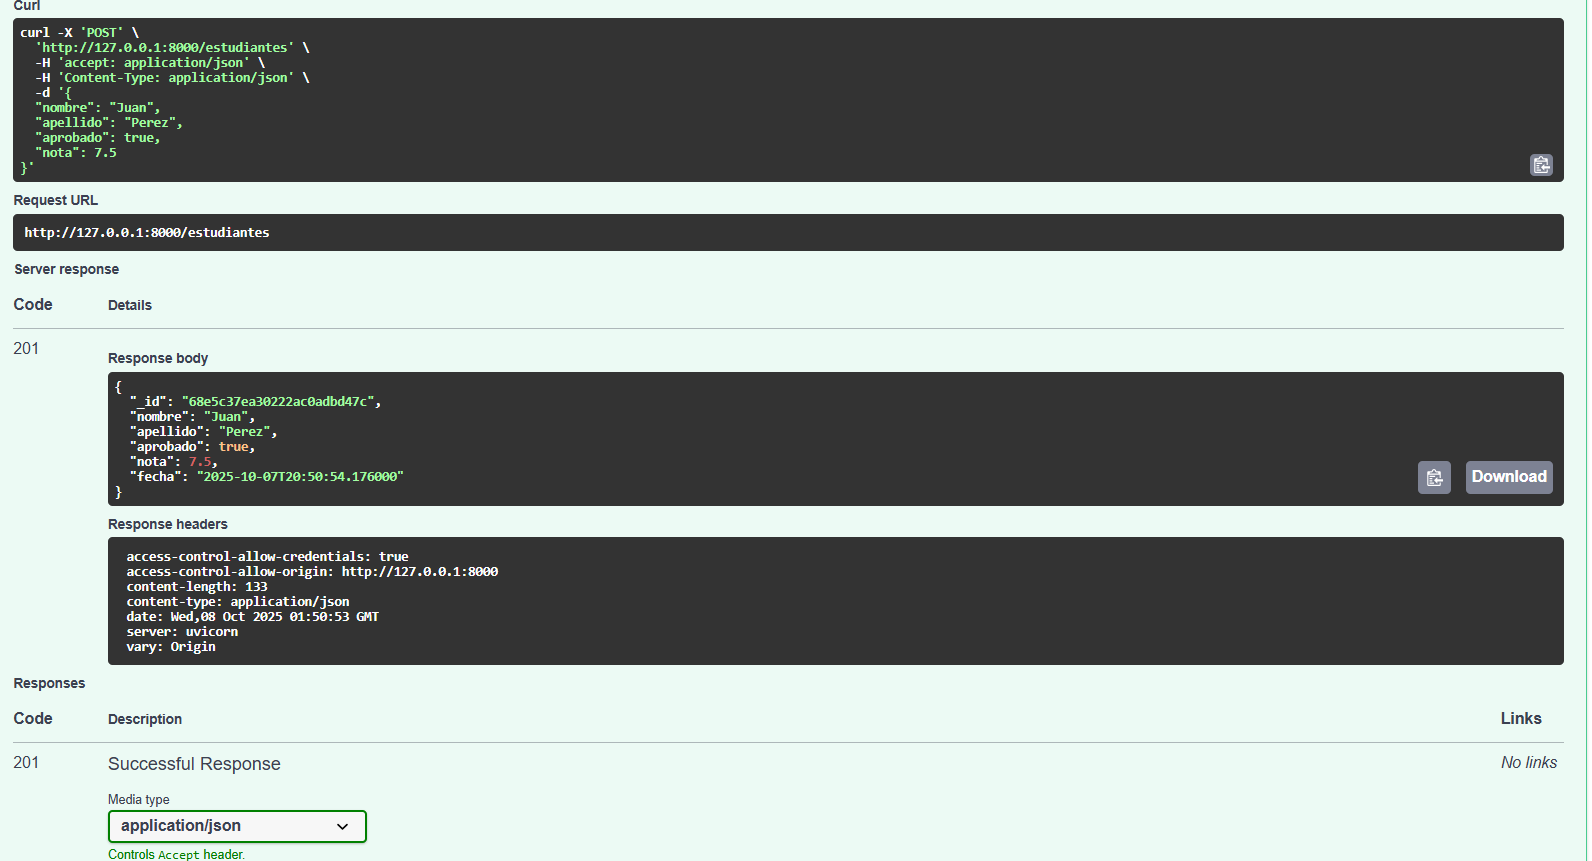 Curl
curl -X 'POST' \
'http://127.0.0.1:8000/estudiantes' \
-H 'accept: application/json' \
-H 'Content-Type: application/json' \
-d '{
"nombre": "Juan",
"apellido": "Perez",
"aprobado": true,
"nota": 7.5
}'
Request URL
http://127.0.0.1:8000/estudiantes
Server response
Code Details
201
Response body
{
"_id": "68e5c37ea30222ac0adbd47c",
"nombre": "Juan",
"apellido": "Perez",
"aprobado": true,
"nota": 7.5,
"fecha": "2025-10-07T20:50:54.176000"
}
Download
Response headers
access-control-allow-credentials: true
access-control-allow-origin: http://127.0.0.1:8000
content-length: 133
content-type: application/json
date: Wed,08 Oct 2025 01:50:53 GMT
server: uvicorn
vary: Origin
Responses
Code Description Links
201 Successful Response No links
Media type
application/json
Controls Accept header.